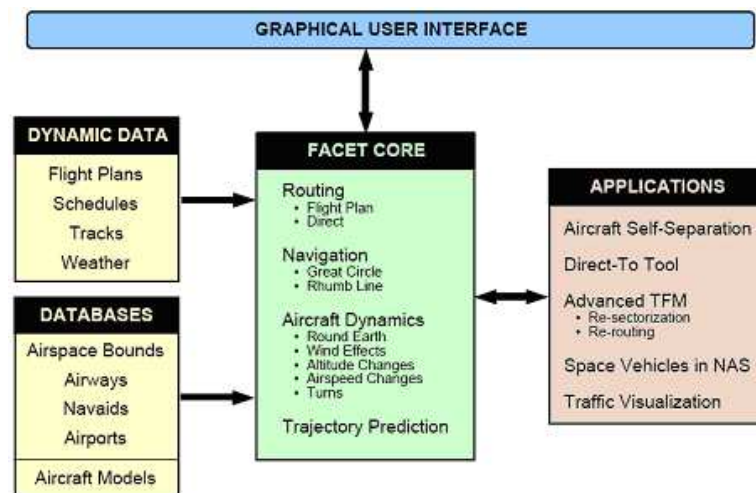 GRAPHICAL USER INTERFACE
DYNAMIC DATA
Flight Plans
Schedules
Tracks
Weather
DATABASES
Airspace Bounds
Airways
Navaids
Airports
Aircraft Models
FACET CORE
Routing
• Flight Plan
• Direct
Navigation
• Great Circle
• Rhumb Line
Aircraft Dynamics
• Round Earth
• Wind Effects
• Altitude Changes
• Airspeed Changes
• Turns
Trajectory Prediction
APPLICATIONS
Aircraft Self-Separation
Direct-To Tool
Advanced TFM
• Re-sectorization
• Re-routing
Space Vehicles in NAS
Traffic Visualization